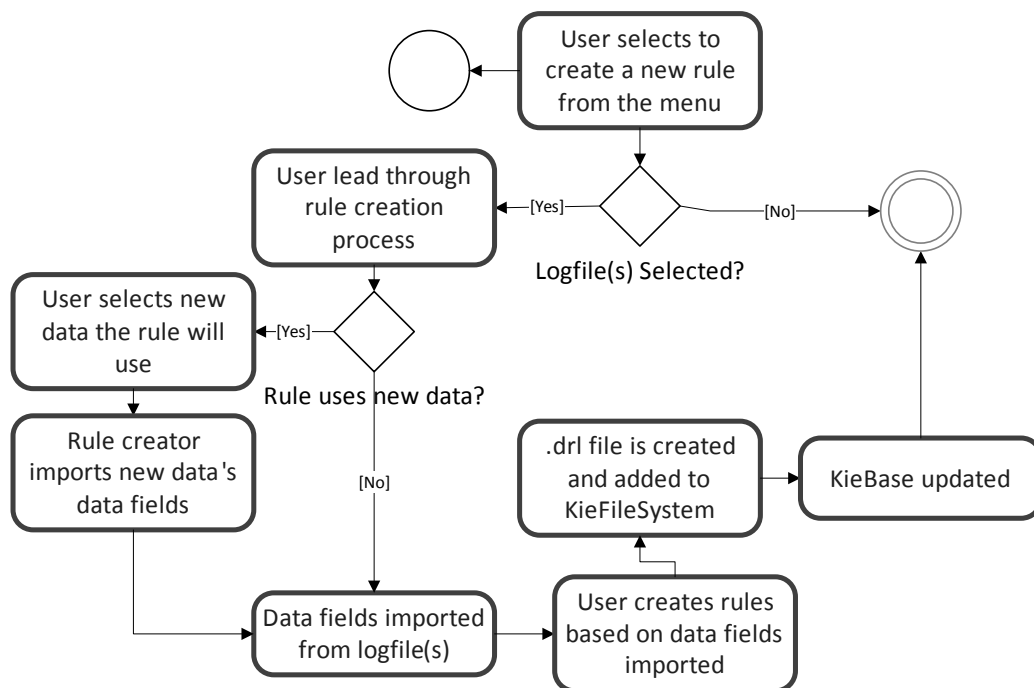 User selects to
create a new rule
from the menu
User lead through
rule creation
process
[Yes]
[No]
Logfile(s) Selected?
User selects new
data the rule will
use
[Yes]
Rule uses new data?
Rule creator
imports new data's
data fields
[No]
.drl file is created
and added to
KieFileSystem
KieBase updated
Data fields imported
from logfile(s)
User creates rules
based on data fields
imported